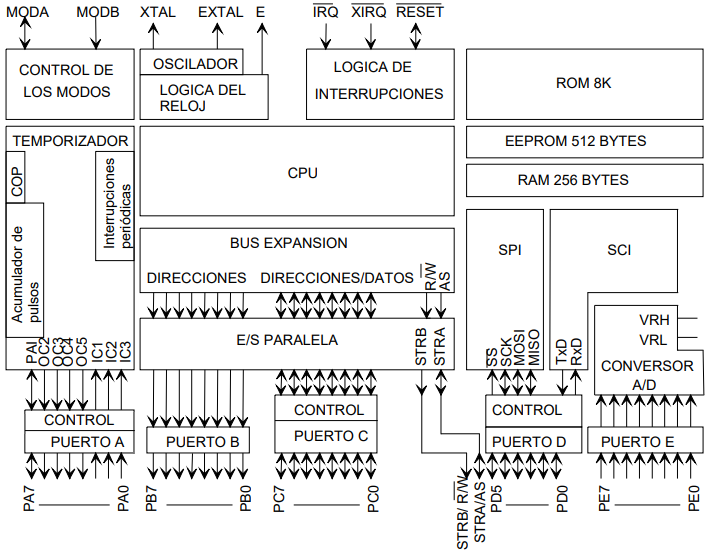 MODA MODB XTAL EXTAL E IRQ XIRQ RESET
CONTROL DE
LOS MODOS
OSCILADOR
LOGICA DEL
RELOJ
LOGICA DE
INTERRUPCIONES
ROM 8K
TEMPORIZADOR
COP
Interrupciones
periódicas
Acumulador de
pulsos
PAI
OC2
OC3
OC4
OC5
IC1
IC2
IC3
CPU
EEPROM 512 BYTES
RAM 256 BYTES
BUS EXPANSION
DIRECCIONES DIRECCIONES/DATOS
R/W
AS
E/S PARALELA
STRB
STRA
SPI
SS
SCK
MOSI
MISO
SCI
TxD
RxD
VRH
VRL
CONVERSOR
A/D
CONTROL
PUERTO A
PUERTO B
CONTROL
PUERTO C
CONTROL
PUERTO D
PUERTO E
PA7
PA0
PB7
PB0
PC7
PC0
STRB/ R/W
STRA/AS
PD5
PD0
PE7
PE0